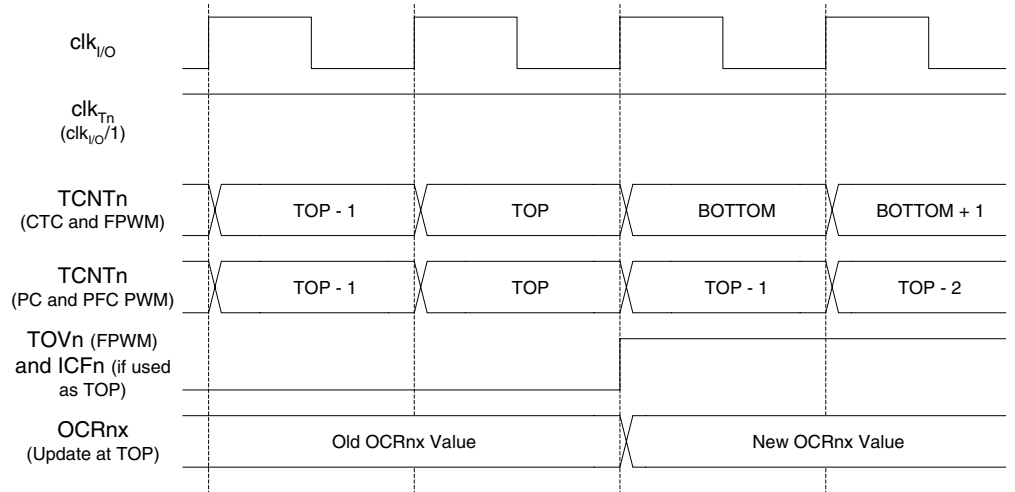 clkI/O
clkTn
(clkI/O/1)
TCNTn
(CTC and FPWM)
TOP - 1 TOP BOTTOM BOTTOM + 1
TCNTn
(PC and PFC PWM)
TOP - 1 TOP TOP - 1 TOP - 2
TOVn (FPWM)
and ICFn (if used
as TOP)
OCRnx
(Update at TOP)
Old OCRnx Value New OCRnx Value